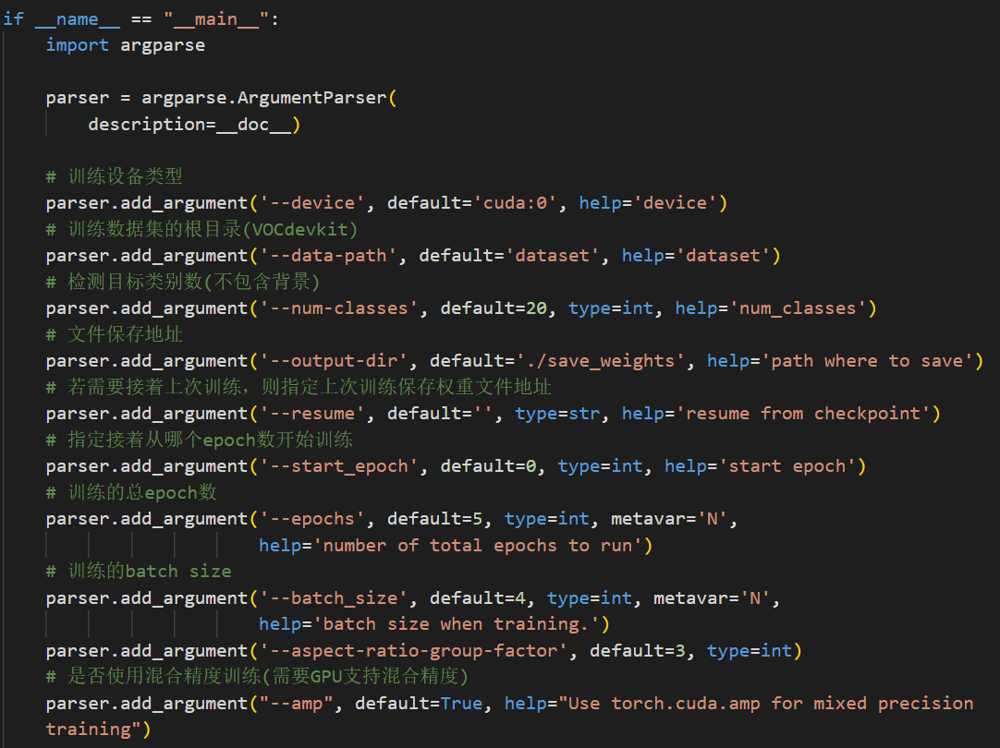 if __name__ == "__main__":
    import argparse

    parser = argparse.ArgumentParser(
        description=__doc__)

    # 训练设备类型
    parser.add_argument('--device', default='cuda:0', help='device')
    # 训练数据集的根目录(VOCdevkit)
    parser.add_argument('--data-path', default='dataset', help='dataset')
    # 检测目标类别数(不包含背景)
    parser.add_argument('--num-classes', default=20, type=int, help='num_classes')
    # 文件保存地址
    parser.add_argument('--output-dir', default='./save_weights', help='path where to save')
    # 若需要接着上次训练，则指定上次训练保存权重文件地址
    parser.add_argument('--resume', default='', type=str, help='resume from checkpoint')
    # 指定接着从哪个epoch数开始训练
    parser.add_argument('--start_epoch', default=0, type=int, help='start epoch')
    # 训练的总epoch数
    parser.add_argument('--epochs', default=5, type=int, metavar='N',
                        help='number of total epochs to run')
    # 训练的batch size
    parser.add_argument('--batch_size', default=4, type=int, metavar='N',
                        help='batch size when training.')
    parser.add_argument('--aspect-ratio-group-factor', default=3, type=int)
    # 是否使用混合精度训练(需要GPU支持混合精度)
    parser.add_argument("--amp", default=True, help="Use torch.cuda.amp for mixed precision
    training")